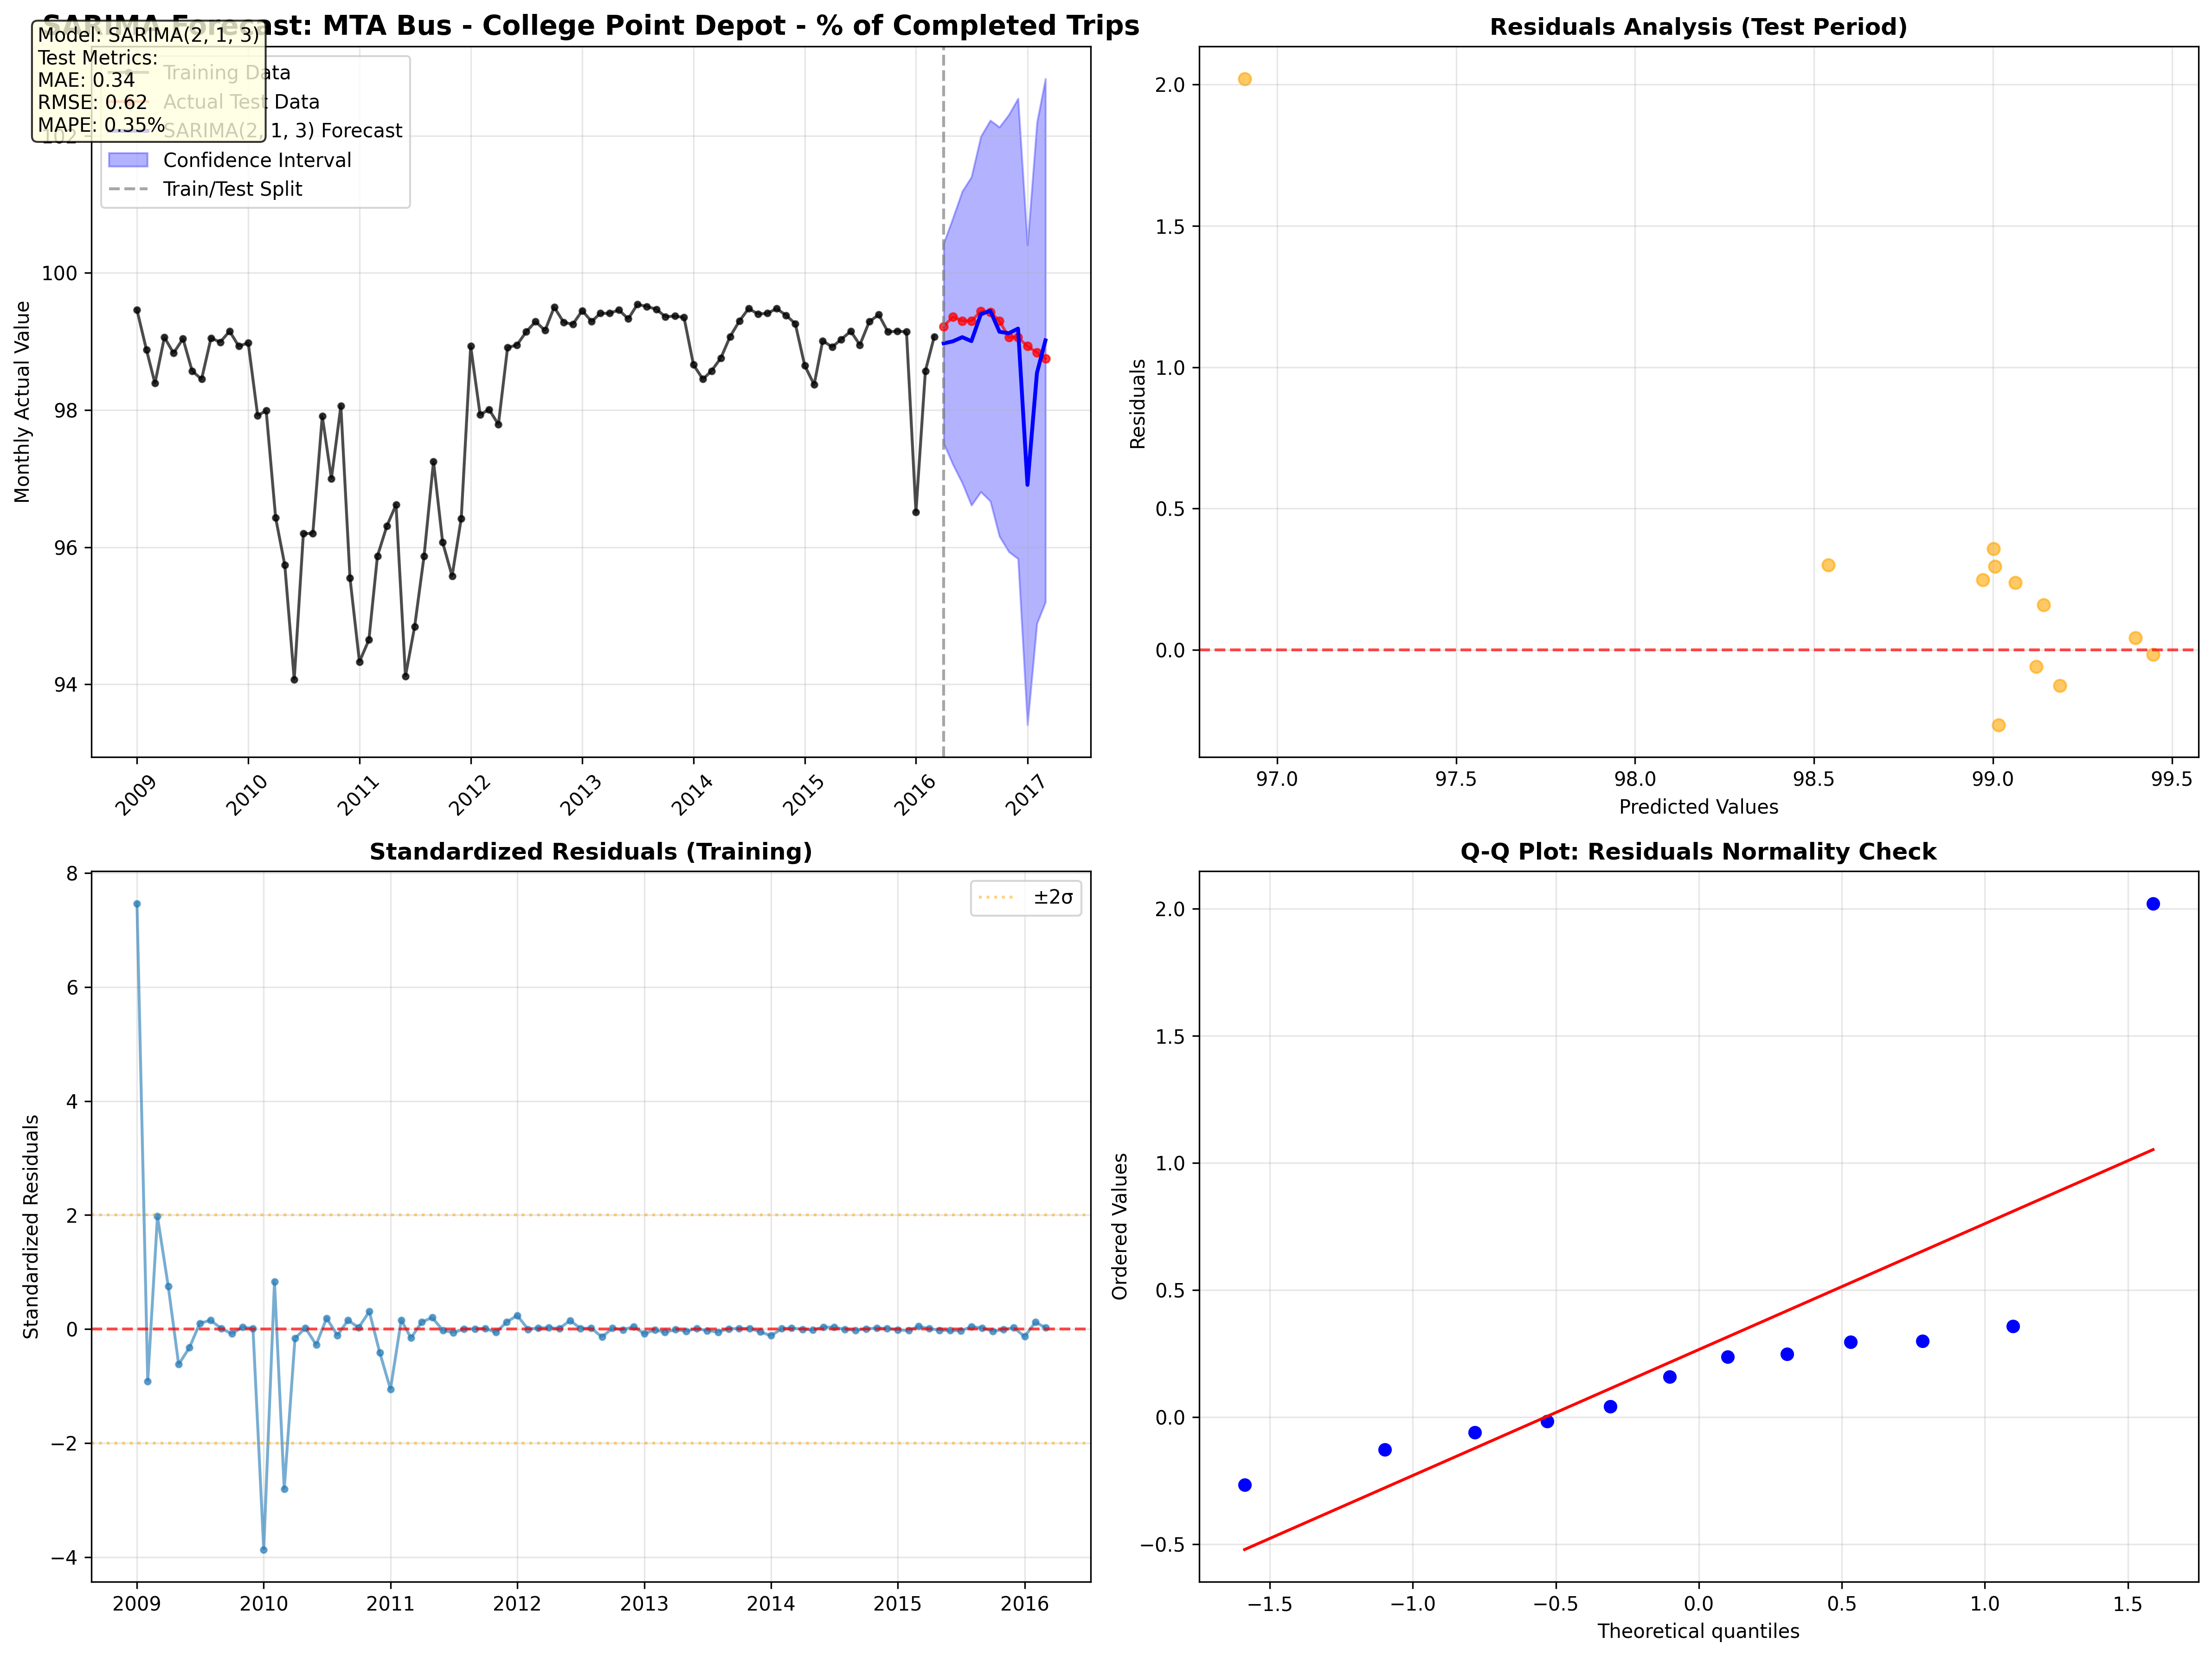 SARIMA Forecast: MTA Bus - College Point Depot - % of Completed Trips
Model: SARIMA(2, 1, 3)
Test Metrics:
MAE: 0.34
RMSE: 0.62
MAPE: 0.35%
Training Data
Actual Test Data
SARIMA(2, 1, 3) Forecast
Confidence Interval
Train/Test Split
Monthly Actual Value
102
100
98
96
94
2009
2010
2011
2012
2013
2014
2015
2016
2017
Residuals Analysis (Test Period)
Residuals
2.0
1.5
1.0
0.5
0.0
97.0
97.5
98.0
98.5
99.0
99.5
Predicted Values
Standardized Residuals (Training)
±2σ
Standardized Residuals
8
6
4
2
0
−2
−4
2009
2010
2011
2012
2013
2014
2015
2016
Q-Q Plot: Residuals Normality Check
Ordered Values
2.0
1.5
1.0
0.5
0.0
−0.5
−1.5
−1.0
−0.5
0.0
0.5
1.0
1.5
Theoretical quantiles